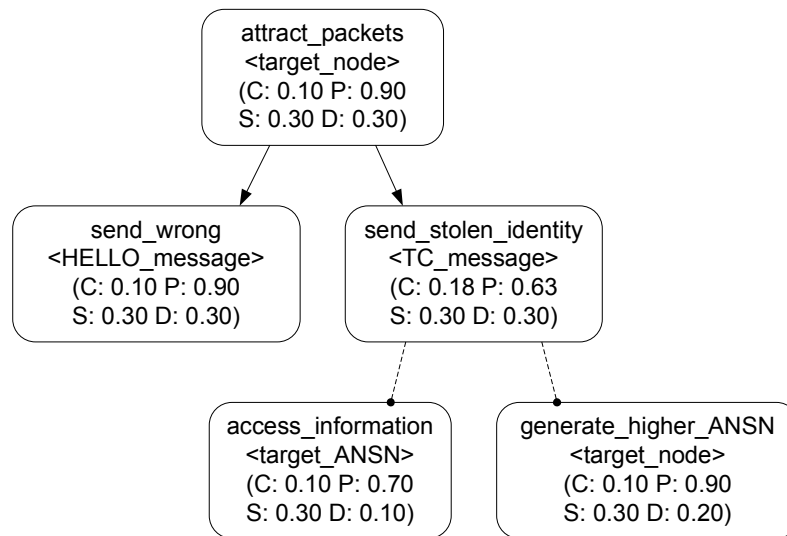 attract_packets
<target_node>
(C: 0.10 P: 0.90
S: 0.30 D: 0.30)
send_wrong
<HELLO_message>
(C: 0.10 P: 0.90
S: 0.30 D: 0.30)
send_stolen_identity
<TC_message>
(C: 0.18 P: 0.63
S: 0.30 D: 0.30)
access_information
<target_ANSN>
(C: 0.10 P: 0.70
S: 0.30 D: 0.10)
generate_higher_ANSN
<target_node>
(C: 0.10 P: 0.90
S: 0.30 D: 0.20)